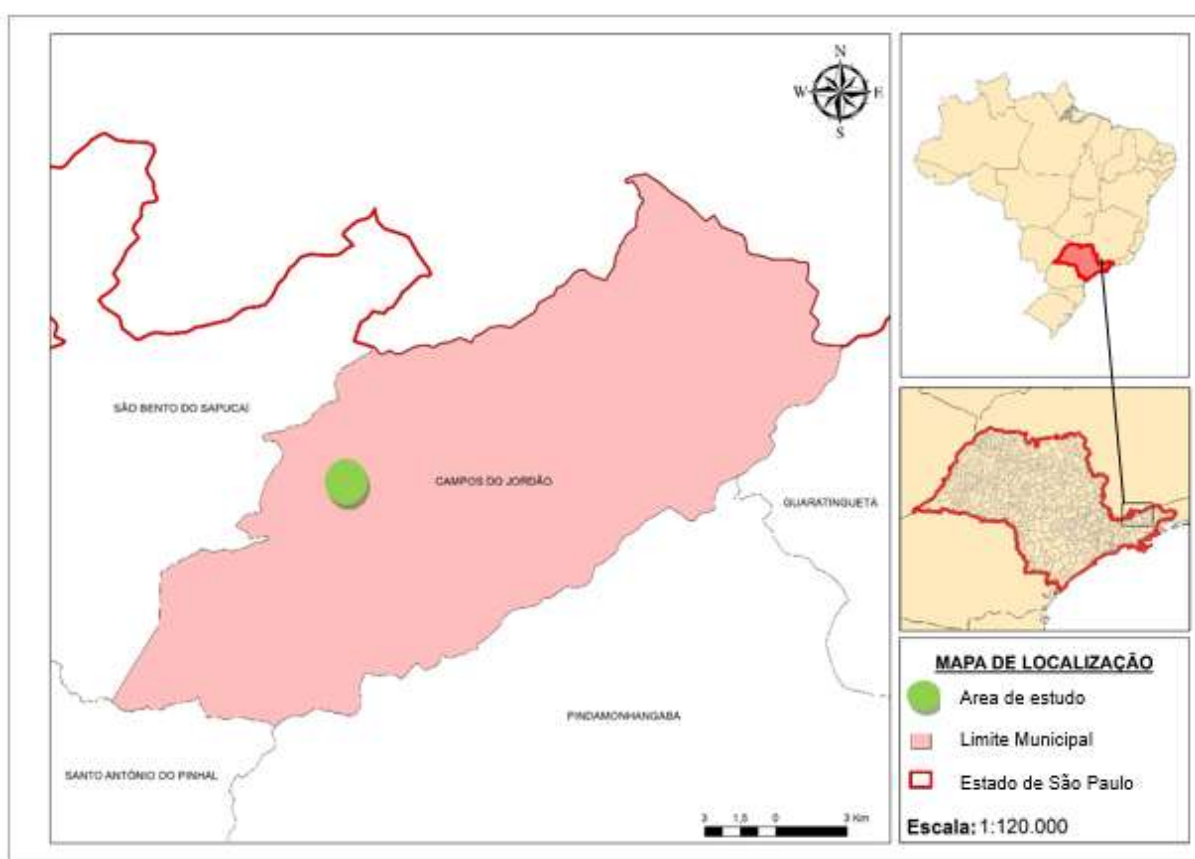 N
W E
S
SÃO BENTO DO SAPUCAÍ
CAMPOS DO JORDÃO
GUARATINGUETA
PINDAMONHANGABA
SANTO ANTÔNIO DO PINHAL
3 1,5 0 3 Km
MAPA DE LOCALIZAÇÃO
Area de estudo
Limite Municipal
Estado de São Paulo
Escala: 1:120.000